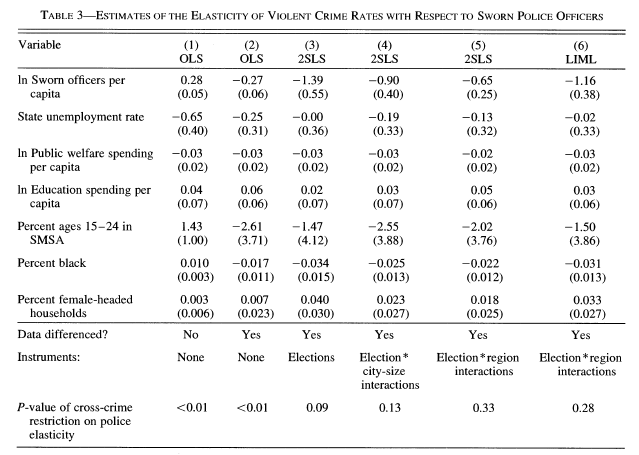 TABLE 3—ESTIMATES OF THE ELASTICITY OF VIOLENT CRIME RATES WITH RESPECT TO SWORN POLICE OFFICERS
Variable (1) OLS (2) OLS (3) 2SLS (4) 2SLS (5) 2SLS (6) LIML
ln Sworn officers per capita 0.28 −0.27 −1.39 −0.90 −0.65 −1.16
(0.05) (0.06) (0.55) (0.40) (0.25) (0.38)
State unemployment rate −0.65 −0.25 −0.00 −0.19 −0.13 −0.02
(0.40) (0.31) (0.36) (0.33) (0.32) (0.33)
ln Public welfare spending per capita −0.03 −0.03 −0.03 −0.03 −0.02 −0.03
(0.02) (0.02) (0.02) (0.02) (0.02) (0.02)
ln Education spending per capita 0.04 0.06 0.02 0.03 0.05 0.03
(0.07) (0.06) (0.07) (0.07) (0.06) (0.06)
Percent ages 15–24 in SMSA 1.43 −2.61 −1.47 −2.55 −2.02 −1.50
(1.00) (3.71) (4.12) (3.88) (3.76) (3.86)
Percent black 0.010 −0.017 −0.034 −0.025 −0.022 −0.031
(0.003) (0.011) (0.015) (0.013) (0.012) (0.013)
Percent female-headed households 0.003 0.007 0.040 0.023 0.018 0.033
(0.006) (0.023) (0.030) (0.027) (0.025) (0.027)
Data differenced? No Yes Yes Yes Yes Yes
Instruments: None None Elections Election* city-size interactions Election*region interactions Election*region interactions
P-value of cross-crime restriction on police elasticity <0.01 <0.01 0.09 0.13 0.33 0.28